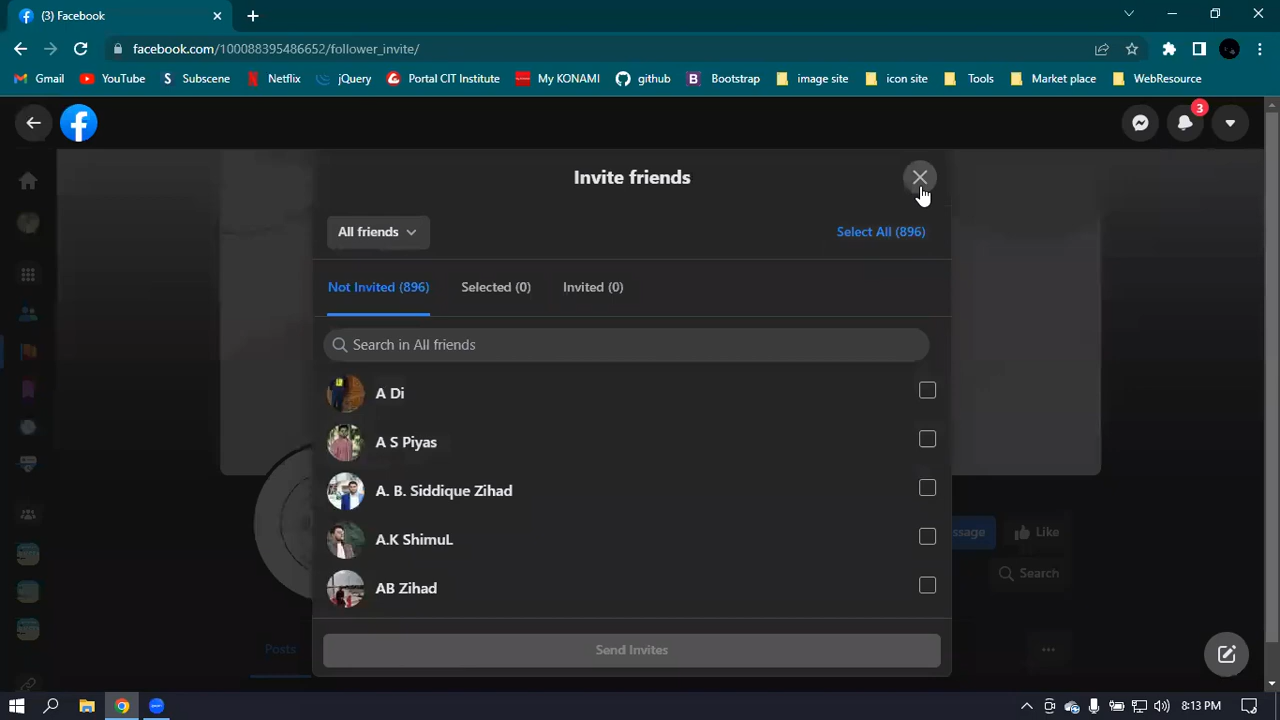 (3) Facebook
facebook.com/100088395486652/follower_invite/
Gmail YouTube Subscene Netflix jQuery Portal CIT Institute My KONAMI github Bootstrap image site icon site Tools Market place WebResource
3
Invite friends
All friends Select All (896)
Not Invited (896) Selected (0) Invited (0)
Search in All friends
A Di
A S Piyas
A. B. Siddique Zihad
A.K ShimuL
ssage Like
Search
AB Zihad
Send Invites
Posts
8:13 PM